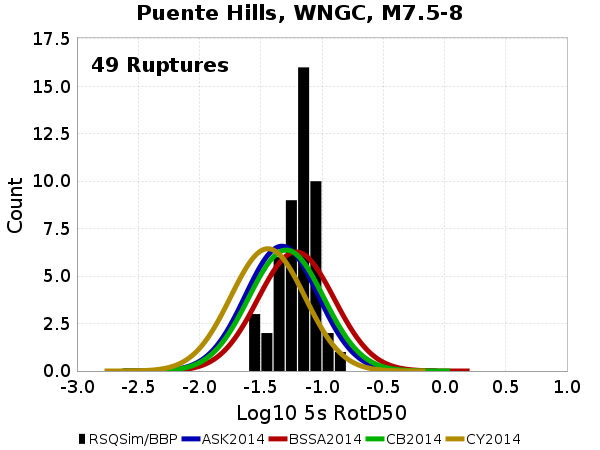 Puente Hills, WNGC, M7.5-8
49 Ruptures
Count
17.5
15.0
12.5
10.0
7.5
5.0
2.5
0.0
-3.0 -2.5 -2.0 -1.5 -1.0 -0.5 0.0 0.5 1.0
Log10 5s RotD50
RSQSim/BBP ASK2014 BSSA2014 CB2014 CY2014